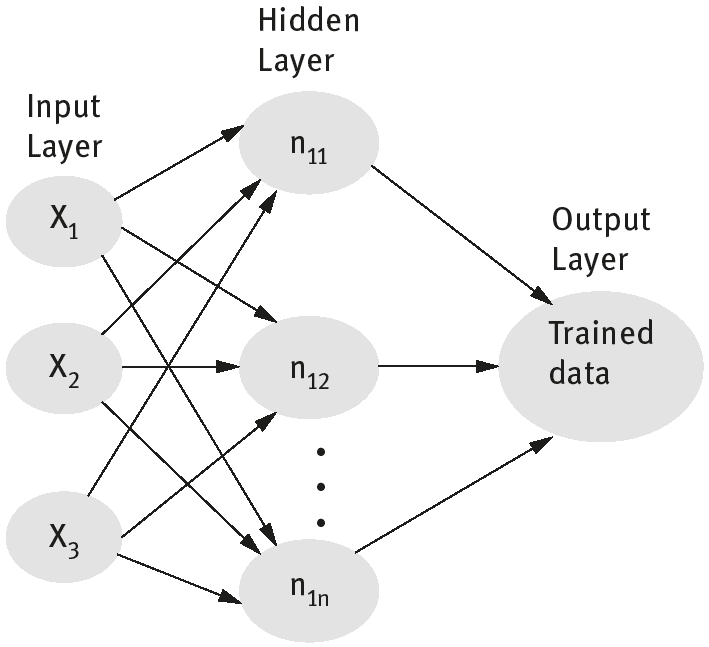 Hidden
Layer
Input
Layer
n₁₁
X₁
Output
Layer
Trained
data
X₂
n₁₂
X₃
n₁ₙ